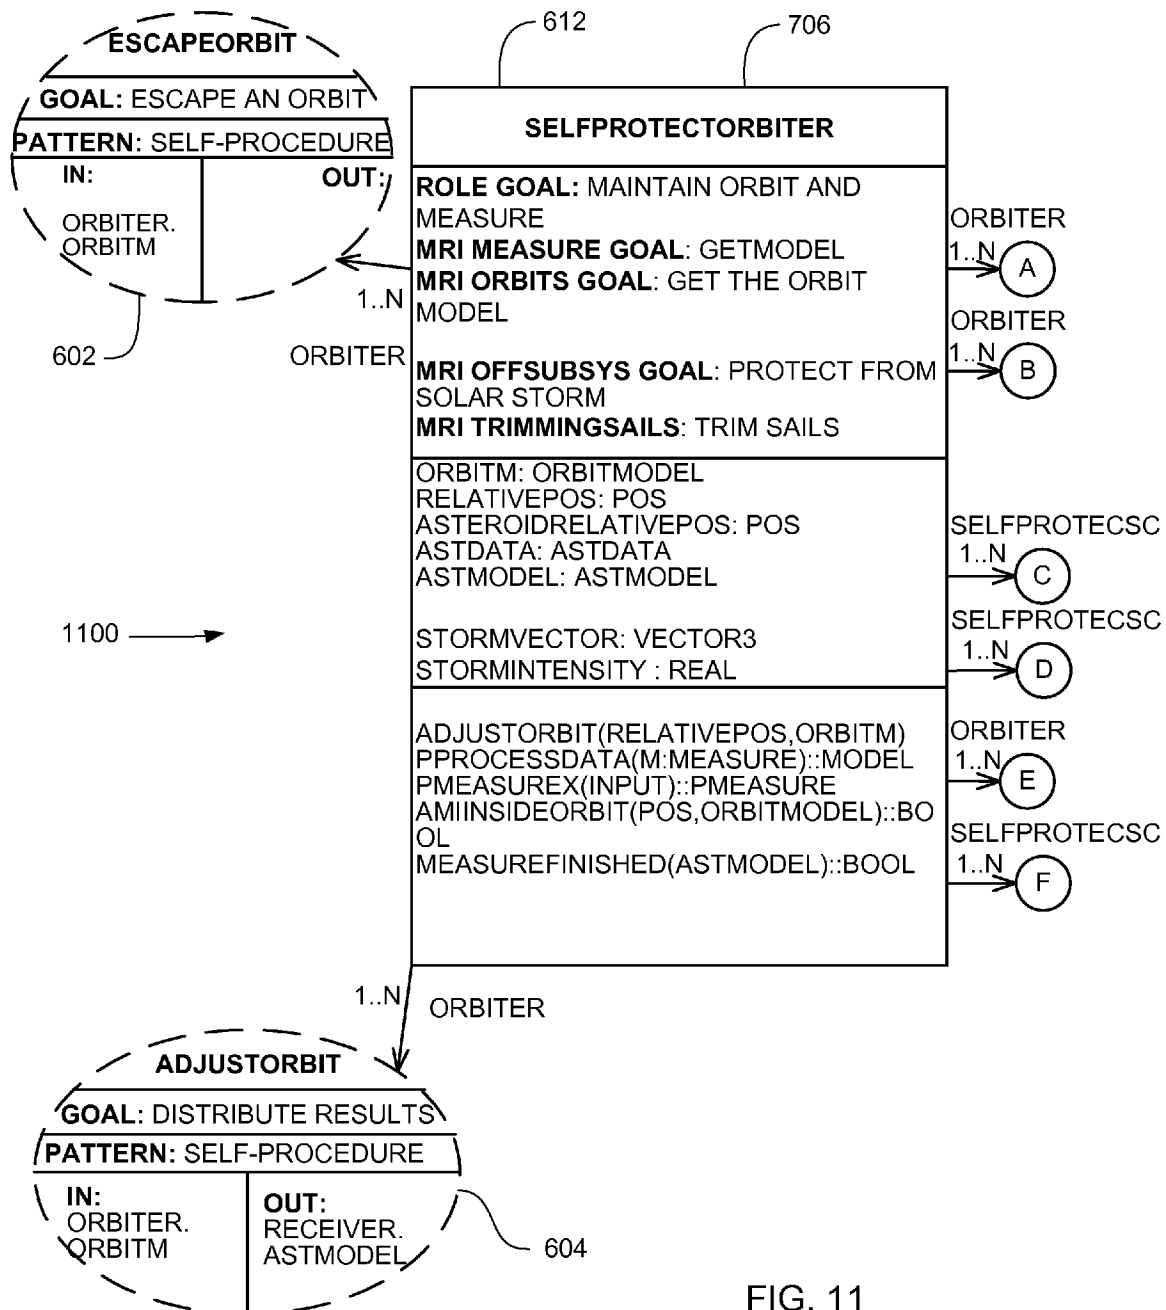 612
706
ESCAPEORBIT
GOAL: ESCAPE AN ORBIT
PATTERN: SELF-PROCEDURE
IN:
OUT:
ORBITER.
ORBITM
602
1..N
ORBITER
SELFPROTECTORBITER
ROLE GOAL: MAINTAIN ORBIT AND
MEASURE
MRI MEASURE GOAL: GETMODEL
MRI ORBITS GOAL: GET THE ORBIT
MODEL
MRI OFFSUBSYS GOAL: PROTECT FROM
SOLAR STORM
MRI TRIMMINGSAILS: TRIM SAILS
ORBITM: ORBITMODEL
RELATIVEPOS: POS
ASTEROIDRELATIVEPOS: POS
ASTDATA: ASTDATA
ASTMODEL: ASTMODEL
STORMVECTOR: VECTOR3
STORMINTENSITY : REAL
ADJUSTORBIT(RELATIVEPOS,ORBITM)
PPROCESSDATA(M:MEASURE)::MODEL
PMEASUREX(INPUT)::PMEASURE
AMIINSIDEORBIT(POS,ORBITMODEL)::BO
OL
MEASUREFINISHED(ASTMODEL)::BOOL
ORBITER
1..N
A
ORBITER
1..N
B
SELFPROTECSC
1..N
C
SELFPROTECSC
1..N
D
ORBITER
1..N
E
SELFPROTECSC
1..N
F
1100
1..N
ORBITER
ADJUSTORBIT
GOAL: DISTRIBUTE RESULTS
PATTERN: SELF-PROCEDURE
IN:
ORBITER.
ORBITM
OUT:
RECEIVER.
ASTMODEL
604
FIG. 11